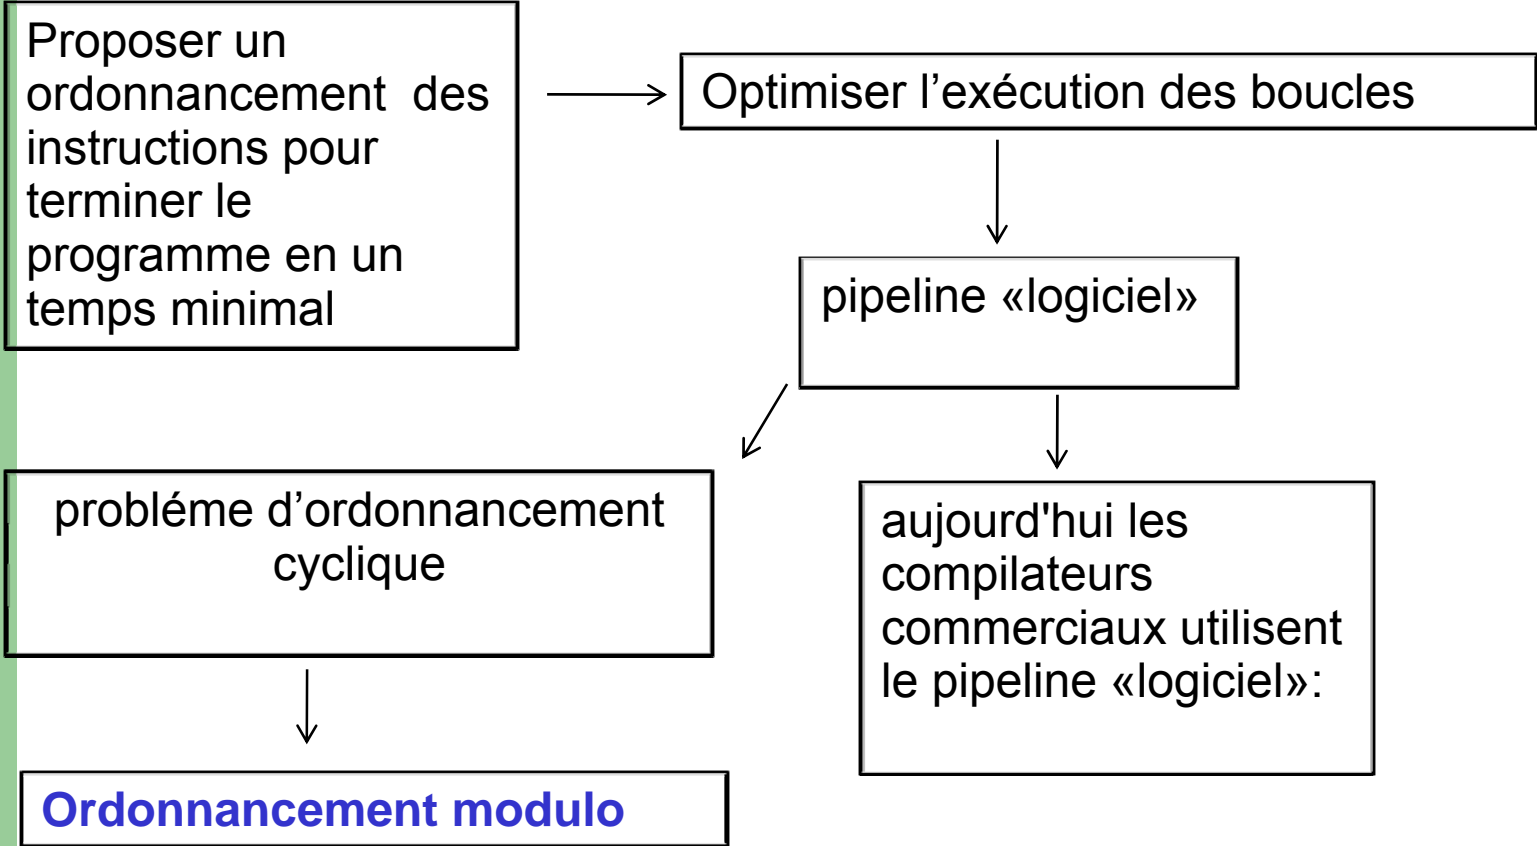 Proposer un
ordonnancement des
instructions pour
terminer le
programme en un
temps minimal
Optimiser l’exécution des boucles
pipeline «logiciel»
probléme d’ordonnancement
cyclique
aujourd'hui les
compilateurs
commerciaux utilisent
le pipeline «logiciel»:
Ordonnancement modulo